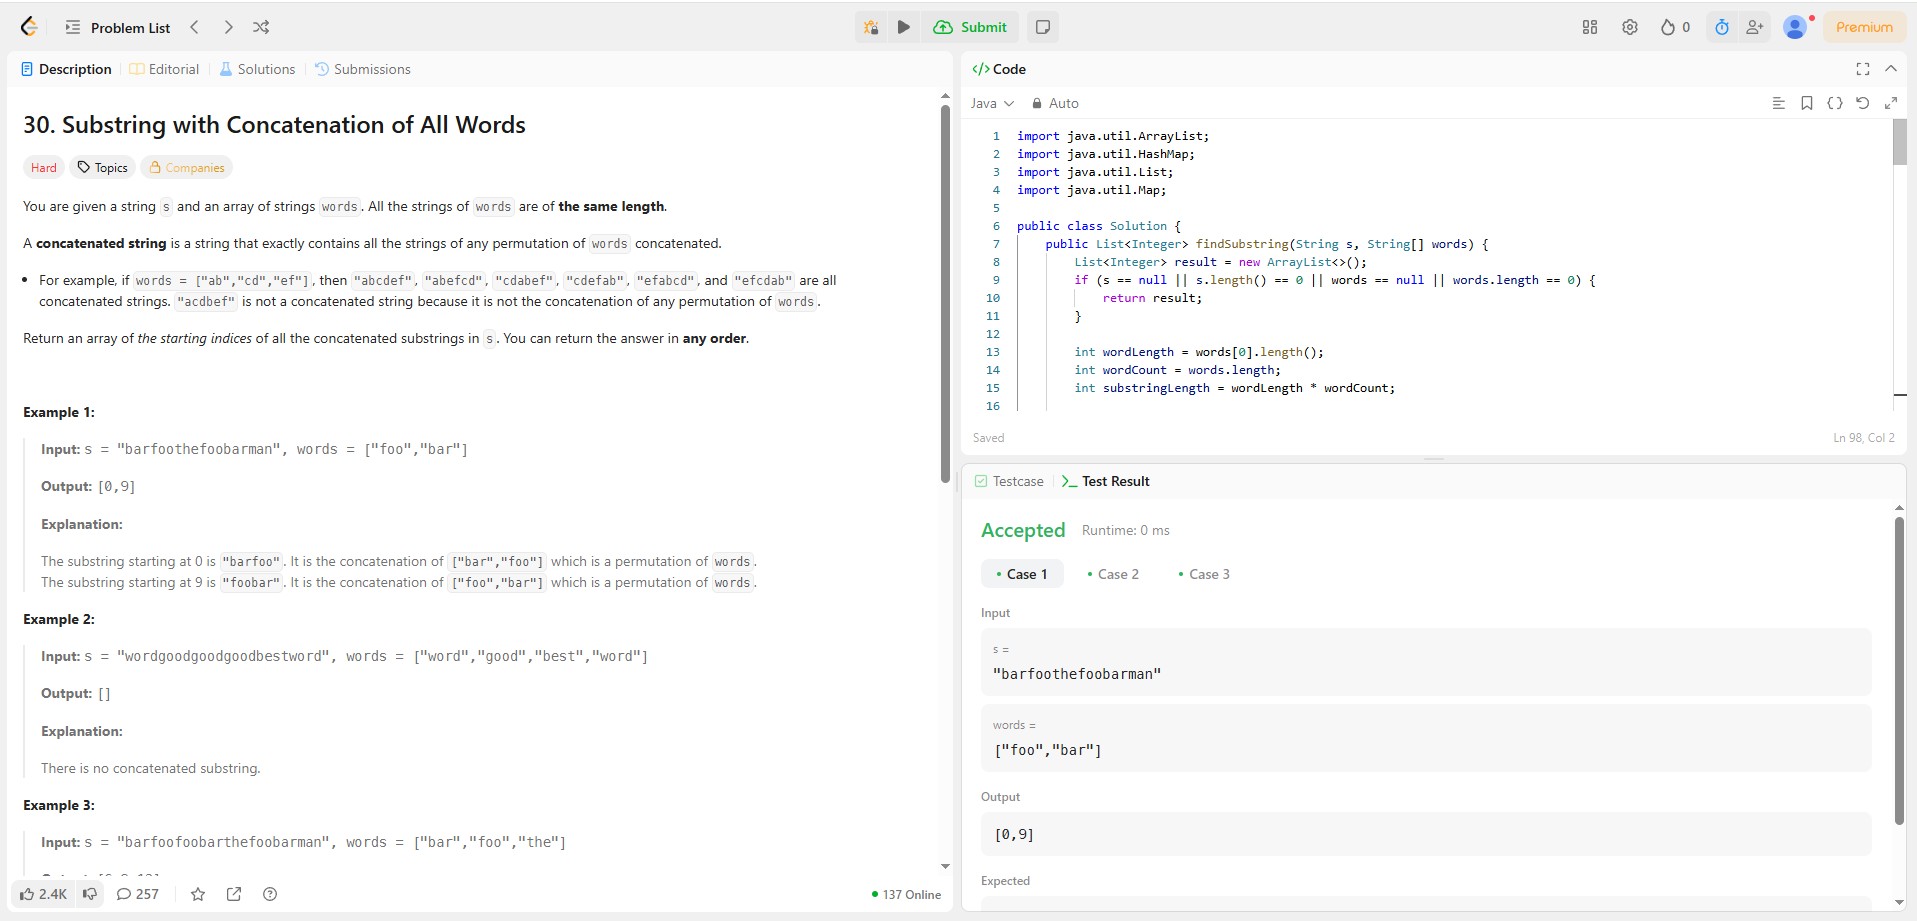 Problem List
Submit
0
Premium
Description
Editorial
Solutions
Submissions
30. Substring with Concatenation of All Words
Hard
Topics
Companies
You are given a string s and an array of strings words. All the strings of words are of the same length.
A concatenated string is a string that exactly contains all the strings of any permutation of words concatenated.
• For example, if words = ["ab","cd","ef"], then "abcdef", "abefcd", "cdabef", "cdefab", "efabcd", and "efcdab" are all
concatenated strings. "acdbef" is not a concatenated string because it is not the concatenation of any permutation of words.
Return an array of the starting indices of all the concatenated substrings in s. You can return the answer in any order.
Example 1:
Input: s = "barfoothefoobarman", words = ["foo","bar"]
Output: [0,9]
Explanation:
The substring starting at 0 is "barfoo". It is the concatenation of ["bar","foo"] which is a permutation of words.
The substring starting at 9 is "foobar". It is the concatenation of ["foo","bar"] which is a permutation of words.
Example 2:
Input: s = "wordgoodgoodgoodbestword", words = ["word","good","best","word"]
Output: []
Explanation:
There is no concatenated substring.
Example 3:
Input: s = "barfoofoobarthefoobarman", words = ["bar","foo","the"]
2.4K
257
137 Online
</> Code
Java
Auto
1 import java.util.ArrayList;
2 import java.util.HashMap;
3 import java.util.List;
4 import java.util.Map;
5
6 public class Solution {
7 public List<Integer> findSubstring(String s, String[] words) {
8 List<Integer> result = new ArrayList<>();
9 if (s == null || s.length() == 0 || words == null || words.length == 0) {
10 return result;
11 }
12
13 int wordLength = words[0].length();
14 int wordCount = words.length;
15 int substringLength = wordLength * wordCount;
16
Saved
Ln 98, Col 2
Testcase
Test Result
Accepted
Runtime: 0 ms
• Case 1
• Case 2
• Case 3
Input
s =
"barfoothefoobarman"
words =
["foo","bar"]
Output
[0,9]
Expected